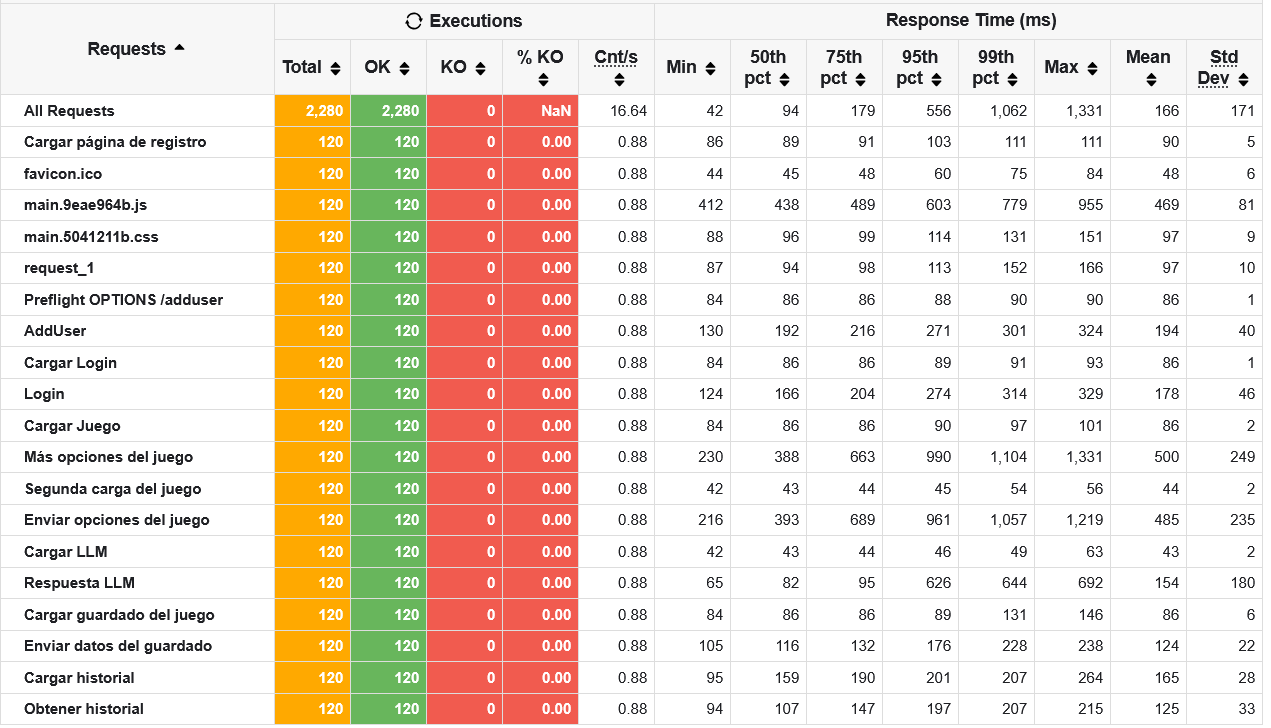 Requests Executions Response Time (ms)
Total OK KO % KO Cnt/s Min 50th pct 75th pct 95th pct 99th pct Max Mean Std Dev
All Requests 2,280 2,280 0 NaN 16.64 42 94 179 556 1,062 1,331 166 171
Cargar página de registro 120 120 0 0.00 0.88 86 89 91 103 111 111 90 5
favicon.ico 120 120 0 0.00 0.88 44 45 48 60 75 84 48 6
main.9eae964b.js 120 120 0 0.00 0.88 412 438 489 603 779 955 469 81
main.5041211b.css 120 120 0 0.00 0.88 88 96 99 114 131 151 97 9
request_1 120 120 0 0.00 0.88 87 94 98 113 152 166 97 10
Preflight OPTIONS /adduser 120 120 0 0.00 0.88 84 86 86 88 90 90 86 1
AddUser 120 120 0 0.00 0.88 130 192 216 271 301 324 194 40
Cargar Login 120 120 0 0.00 0.88 84 86 86 89 91 93 86 1
Login 120 120 0 0.00 0.88 124 166 204 274 314 329 178 46
Cargar Juego 120 120 0 0.00 0.88 84 86 86 90 97 101 86 2
Más opciones del juego 120 120 0 0.00 0.88 230 388 663 990 1,104 1,331 500 249
Segunda carga del juego 120 120 0 0.00 0.88 42 43 44 45 54 56 44 2
Enviar opciones del juego 120 120 0 0.00 0.88 216 393 689 961 1,057 1,219 485 235
Cargar LLM 120 120 0 0.00 0.88 42 43 44 46 49 63 43 2
Respuesta LLM 120 120 0 0.00 0.88 65 82 95 626 644 692 154 180
Cargar guardado del juego 120 120 0 0.00 0.88 84 86 86 89 131 146 86 6
Enviar datos del guardado 120 120 0 0.00 0.88 105 116 132 176 228 238 124 22
Cargar historial 120 120 0 0.00 0.88 95 159 190 201 207 264 165 28
Obtener historial 120 120 0 0.00 0.88 94 107 147 197 207 215 125 33